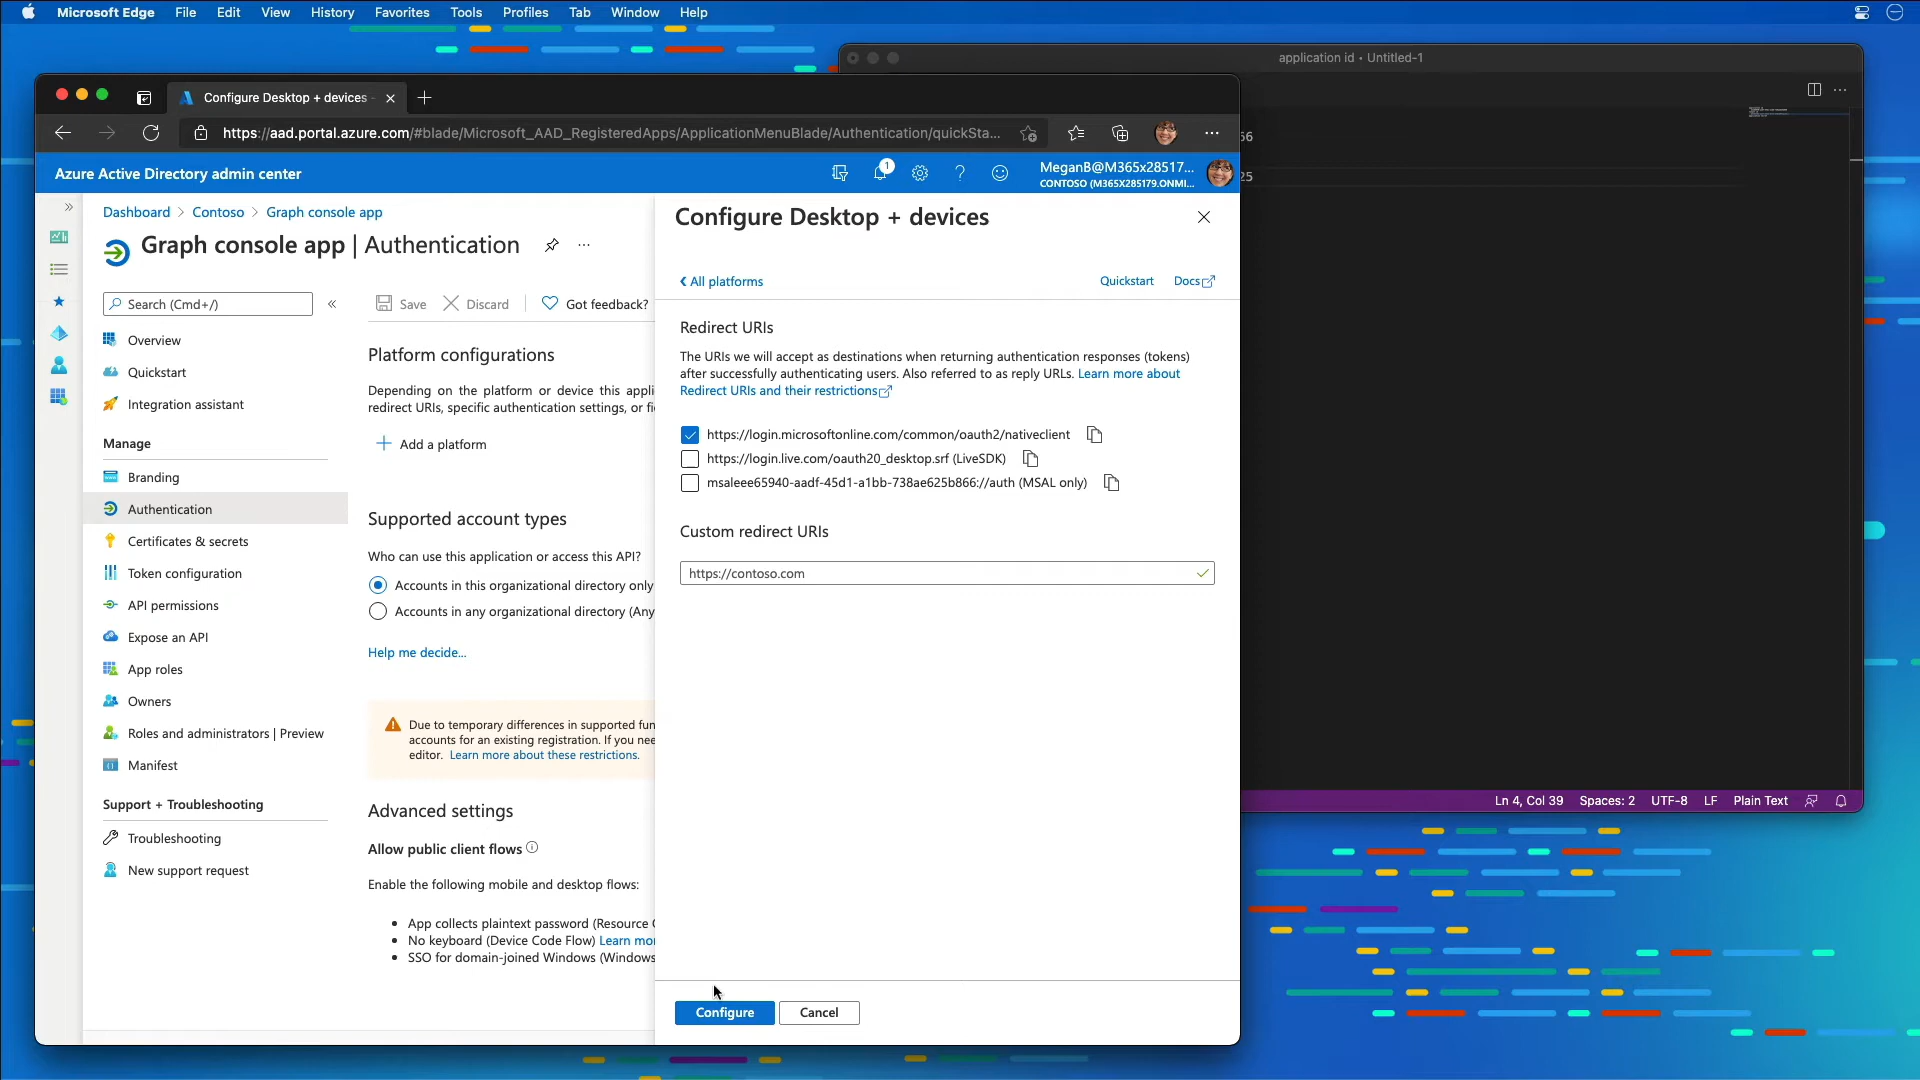 Microsoft Edge File Edit View History Favorites Tools Profiles Tab Window Help
application id • Untitled-1
Configure Desktop + devices -
https://aad.portal.azure.com/#blade/Microsoft_AAD_RegisteredApps/ApplicationMenuBlade/Authentication/quickSta...
66
Azure Active Directory admin center
1
MeganB@M365x28517...
CONTOSO (M365X285179.ONMI...
25
Dashboard > Contoso > Graph console app
Graph console app | Authentication
Search (Cmd+/)
Overview
Quickstart
Integration assistant
Manage
Branding
Authentication
Certificates & secrets
Token configuration
API permissions
Expose an API
App roles
Owners
Roles and administrators | Preview
Manifest
Support + Troubleshooting
Troubleshooting
New support request
Save Discard Got feedback?
Platform configurations
Depending on the platform or device this appli
redirect URIs, specific authentication settings, or fi
Add a platform
Supported account types
Who can use this application or access this API?
Accounts in this organizational directory only
Accounts in any organizational directory (Any
Help me decide...
Due to temporary differences in supported fun
accounts for an existing registration. If you nee
editor. Learn more about these restrictions.
Advanced settings
Allow public client flows
Enable the following mobile and desktop flows:
• App collects plaintext password (Resource
• No keyboard (Device Code Flow) Learn mo
• SSO for domain-joined Windows (Windows
Configure Desktop + devices
All platforms
Quickstart Docs
Redirect URIs
The URIs we will accept as destinations when returning authentication responses (tokens)
after successfully authenticating users. Also referred to as reply URLs. Learn more about
Redirect URIs and their restrictions
https://login.microsoftonline.com/common/oauth2/nativeclient
https://login.live.com/oauth20_desktop.srf (LiveSDK)
msaleee65940-aadf-45d1-a1bb-738ae625b866://auth (MSAL only)
Custom redirect URIs
https://contoso.com
Configure Cancel
Ln 4, Col 39 Spaces: 2 UTF-8 LF Plain Text